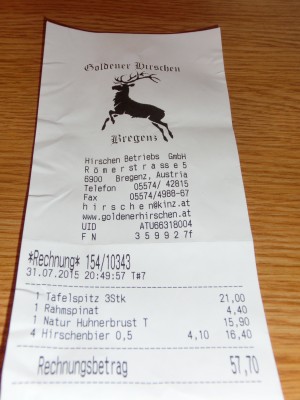 Goldener Hirschen
Bregenz
Hirschen Betriebs GmbH
Römerstrasse 5
6900 Bregenz, Austria
Telefon 05574/ 42815
Fax 05574/4988-67
hirschen@kinz.at
www.goldenerhirschen.at
UID ATU66318004
FN 359927f
*Rechnung* 154/10343
31.07.2015 20:49:57 T#7
1 Tafelspitz 3Stk 21,00
1 Rahmspinat 4,40
1 Natur Huhnerbrust T 15,90
4 Hirschenbier 0,5 4,10 16,40
Rechnungsbetrag 57,70